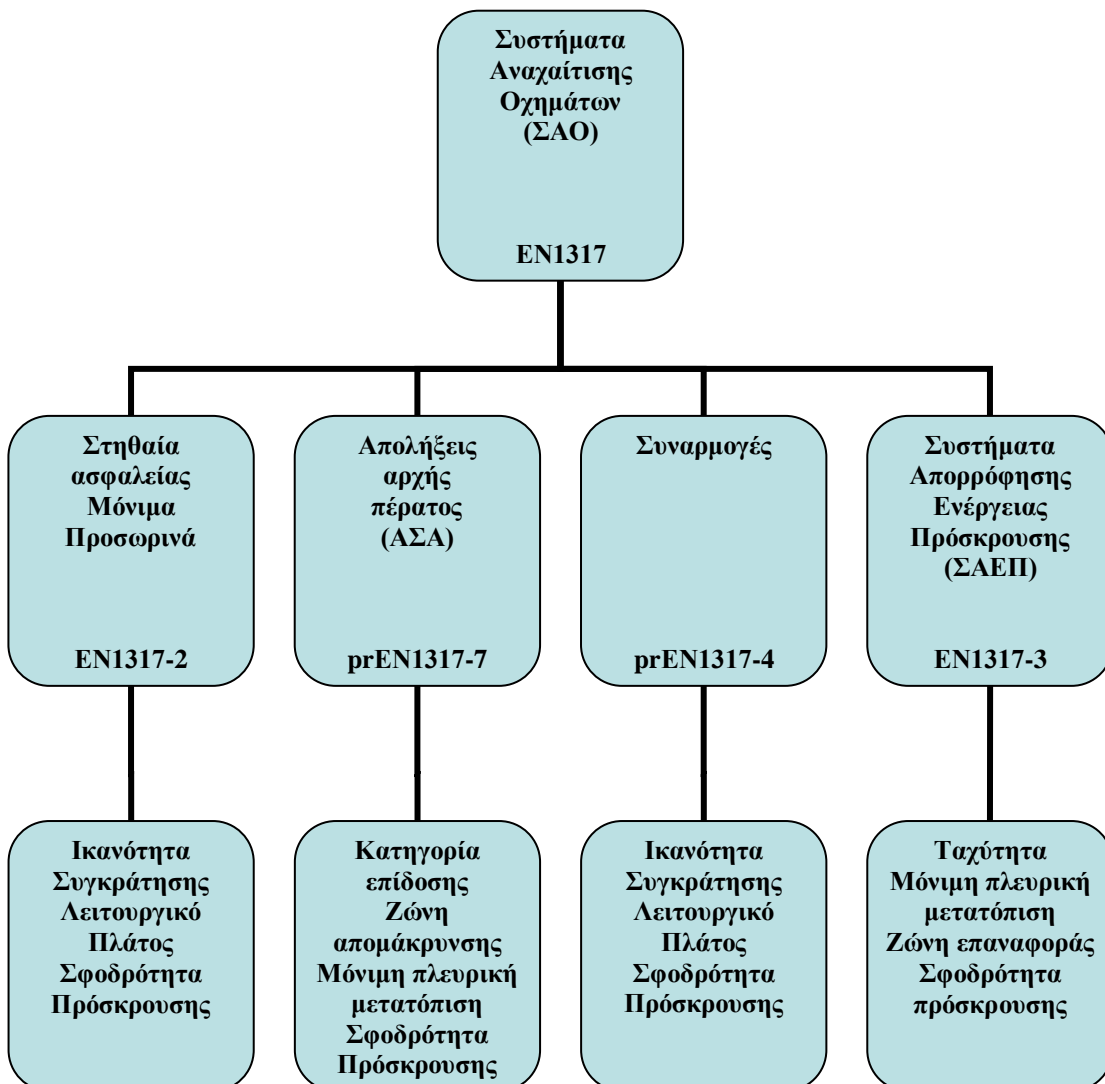 Συστήματα
Αναχαίτισης
Οχημάτων
(ΣΑΟ)
EN1317
Στηθαία
ασφαλείας
Μόνιμα
Προσωρινά
EN1317-2
Απολήξεις
αρχής
πέρατος
(ΑΣΑ)
prEN1317-7
Συναρμογές
prEN1317-4
Συστήματα
Απορρόφησης
Ενέργειας
Πρόσκρουσης
(ΣΑΕΠ)
EN1317-3
Ικανότητα
Συγκράτησης
Λειτουργικό
Πλάτος
Σφοδρότητα
Πρόσκρουσης
Κατηγορία
επίδοσης
Ζώνη
απομάκρυνσης
Μόνιμη πλευρική
μετατόπιση
Σφοδρότητα
Πρόσκρουσης
Ικανότητα
Συγκράτησης
Λειτουργικό
Πλάτος
Σφοδρότητα
Πρόσκρουσης
Ταχύτητα
Μόνιμη πλευρική
μετατόπιση
Ζώνη επαναφοράς
Σφοδρότητα
πρόσκρουσης